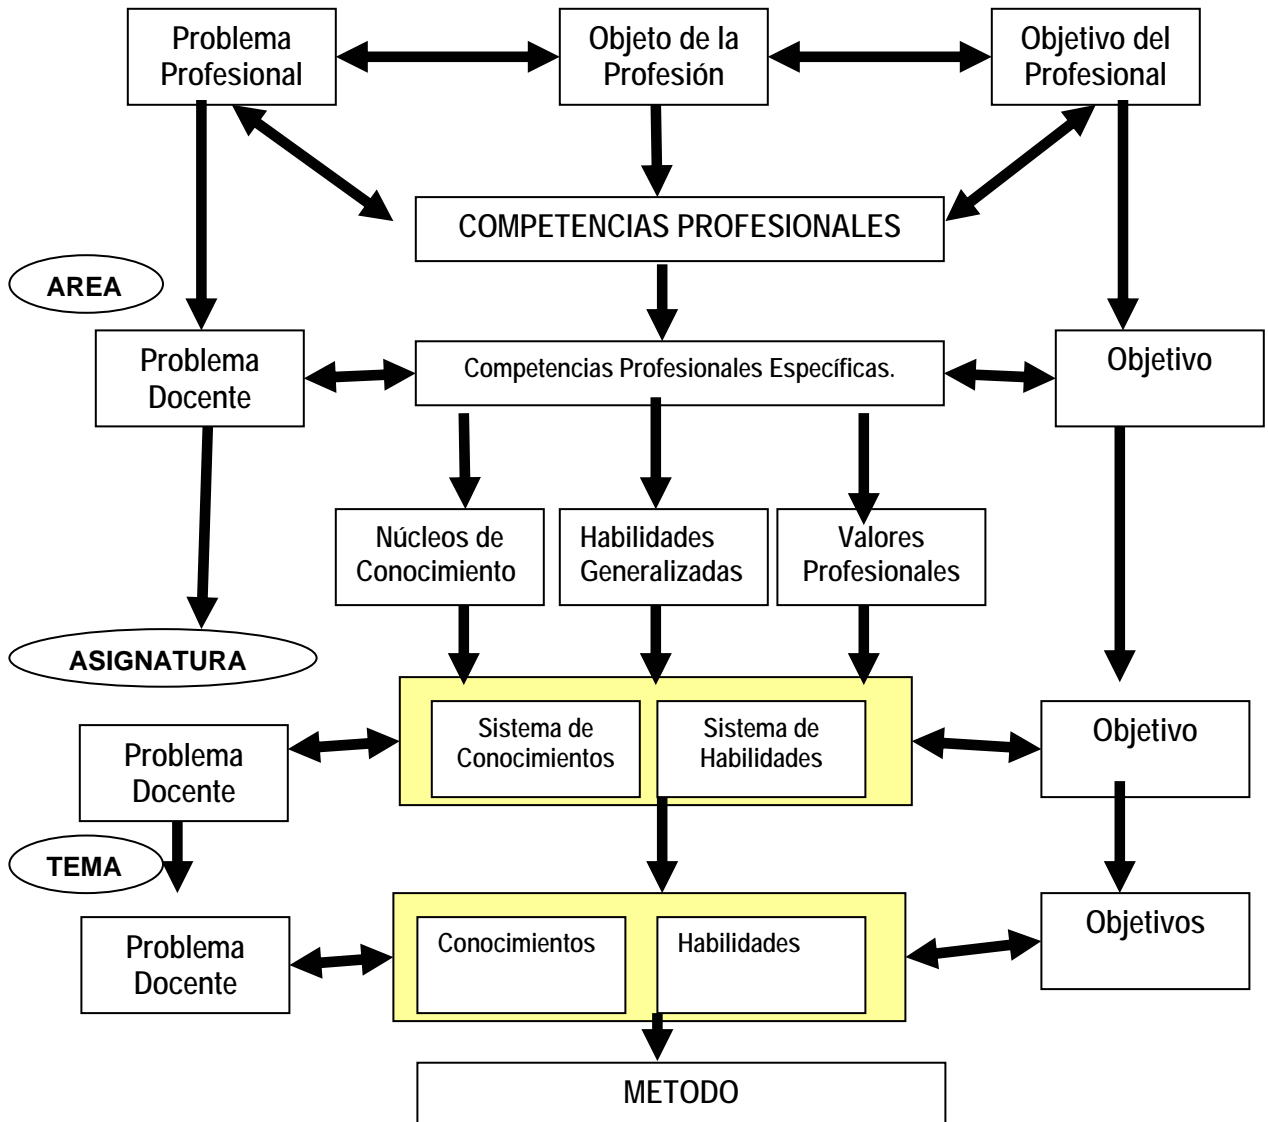 Problema
Profesional
Objeto de la
Profesión
Objetivo del
Profesional
COMPETENCIAS PROFESIONALES
AREA
Problema
Docente
Competencias Profesionales Específicas.
Objetivo
Núcleos de
Conocimiento
Habilidades
Generalizadas
Valores
Profesionales
ASIGNATURA
Problema
Docente
Sistema de
Conocimientos
Sistema de
Habilidades
Objetivo
TEMA
Problema
Docente
Conocimientos
Habilidades
Objetivos
METODO